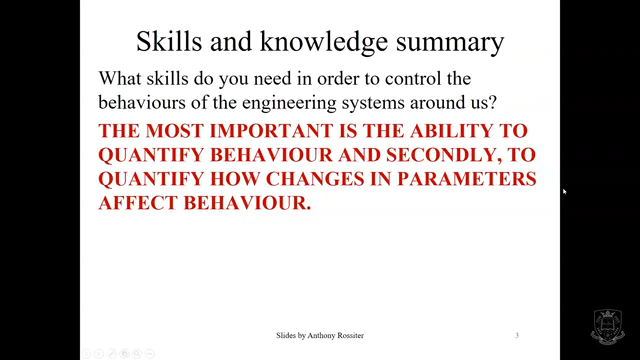 Skills and knowledge summary
What skills do you need in order to control the
behaviours of the engineering systems around us?
THE MOST IMPORTANT IS THE ABILITY TO
QUANTIFY BEHAVIOUR AND SECONDLY, TO
QUANTIFY HOW CHANGES IN PARAMETERS
AFFECT BEHAVIOUR.
Slides by Anthony Rossiter
3